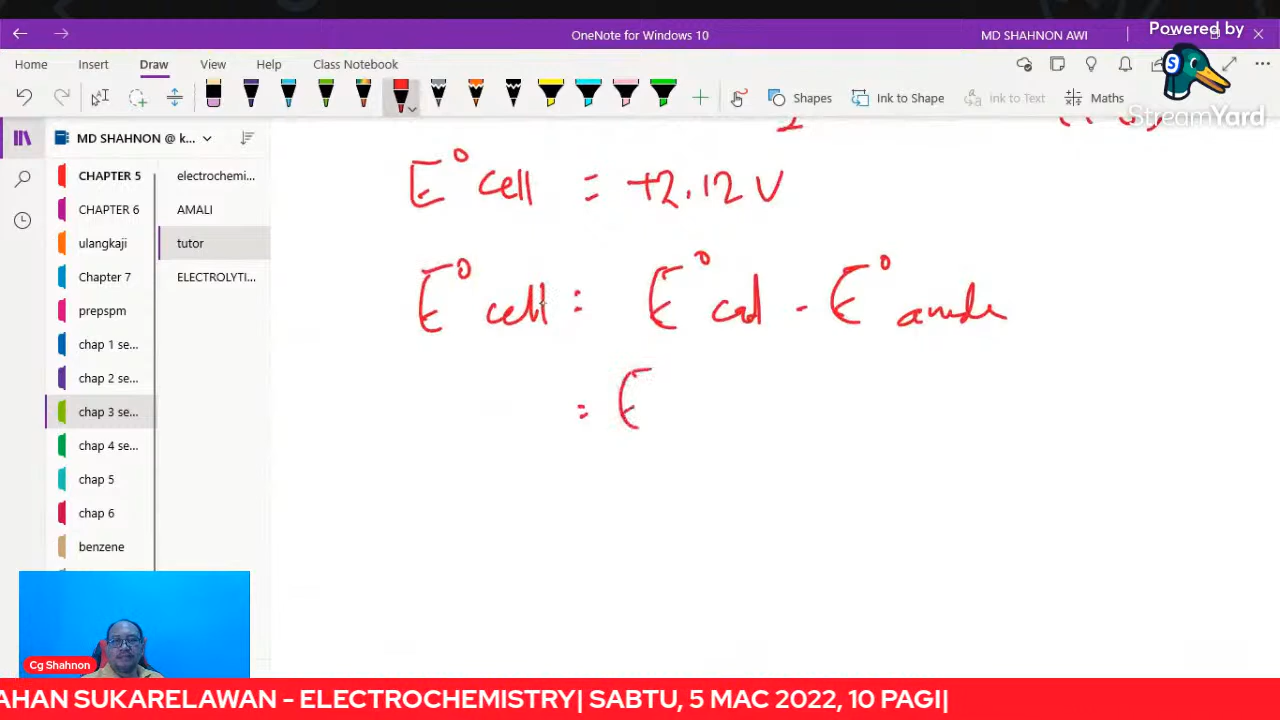 OneNote for Windows 10
MD SHAHNON AWI
Powered by
StreamYard
Home Insert Draw View Help Class Notebook
Shapes Ink to Shape Ink to Text Maths
MD SHAHNON @ k...
CHAPTER 5
CHAPTER 6
ulangkaji
Chapter 7
prepspm
chap 1 se...
chap 2 se...
chap 3 se...
chap 4 se...
chap 5
chap 6
benzene
electrochemi...
AMALI
tutor
ELECTROLYTI...
E° cell = +2.12 V
E° cell = E° cad - E° anode
= E
Cg Shahnon
AHAN SUKARELAWAN - ELECTROCHEMISTRY| SABTU, 5 MAC 2022, 10 PAGI|